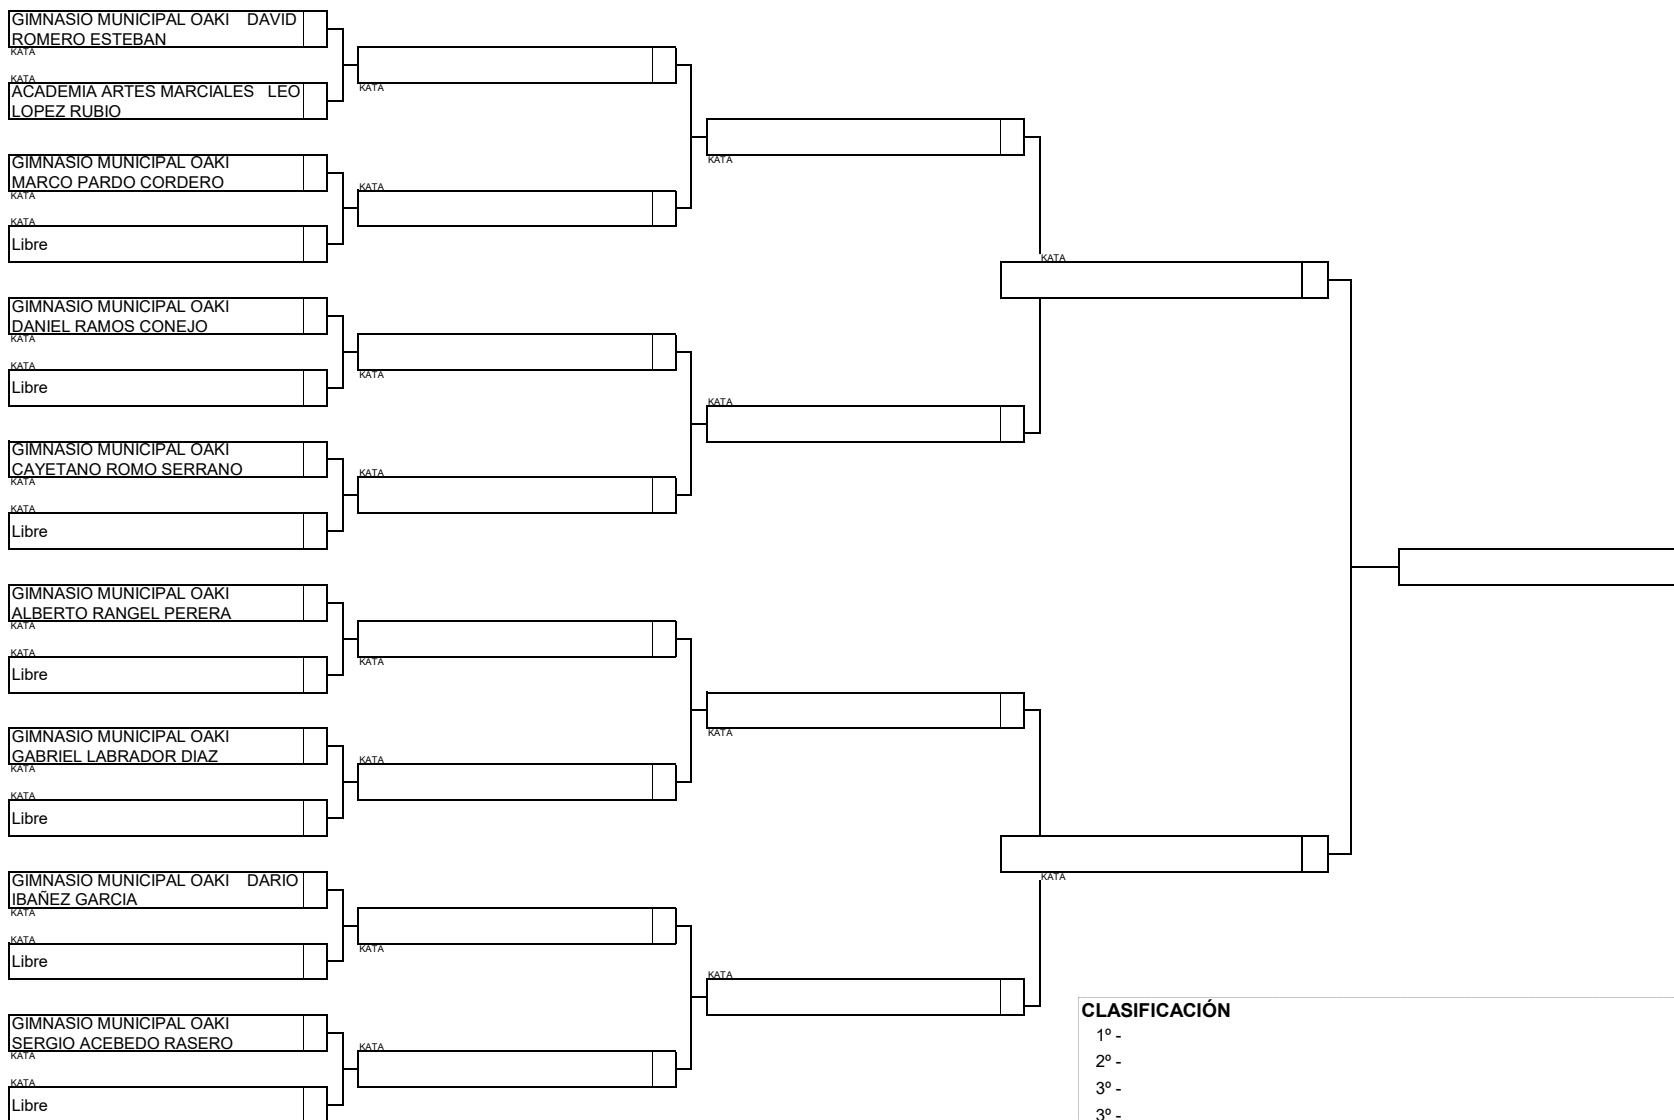 GIMNASIO MUNICIPAL OAKI DAVID
ROMERO ESTEBAN
KATA
KATA
ACADEMIA ARTES MARCIALES LEO
LOPEZ RUBIO
GIMNASIO MUNICIPAL OAKI
MARCO PARDO CORDERO
KATA
KATA
Libre
GIMNASIO MUNICIPAL OAKI
DANIEL RAMOS CONEJO
KATA
KATA
Libre
GIMNASIO MUNICIPAL OAKI
CAYETANO ROMO SERRANO
KATA
KATA
Libre
GIMNASIO MUNICIPAL OAKI
ALBERTO RANGEL PERERA
KATA
KATA
Libre
GIMNASIO MUNICIPAL OAKI
GABRIEL LABRADOR DIAZ
KATA
KATA
Libre
GIMNASIO MUNICIPAL OAKI DARIO
IBAÑEZ GARCIA
KATA
KATA
Libre
GIMNASIO MUNICIPAL OAKI
SERGIO ACEBEDO RASERO
KATA
KATA
Libre
KATA
KATA
KATA
KATA
KATA
KATA
KATA
KATA
KATA
KATA
KATA
KATA
KATA
KATA
CLASIFICACIÓN
1º -
2º -
3º -
3º -